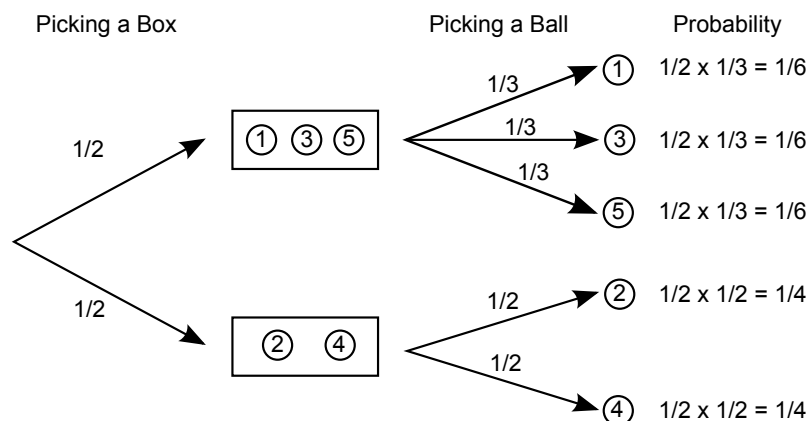 Picking a Box
Picking a Ball
Probability
1/2
1 3 5
1/3
1 1/2 x 1/3 = 1/6
1/3
3 1/2 x 1/3 = 1/6
1/3
5 1/2 x 1/3 = 1/6
1/2
2 4
1/2
2 1/2 x 1/2 = 1/4
1/2
4 1/2 x 1/2 = 1/4